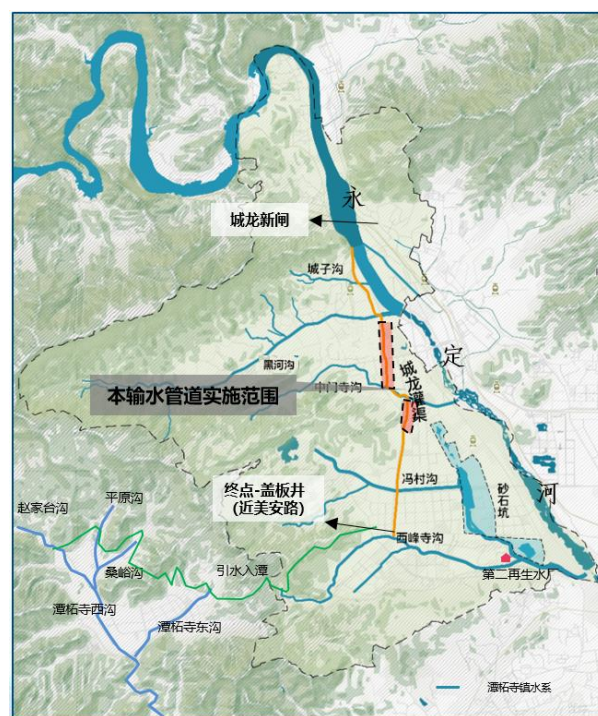 永
城龙新闸
城子沟
定
黑河沟
城龙灌渠
中门寺沟
本输水管道实施范围
冯村沟
砂石坑
河
终点-盖板井
(近美安路)
西峰寺沟
平原沟
赵家台沟
桑峪沟
引水入潭
第二再生水厂
潭柘寺西沟
潭柘寺东沟
潭柘寺镇水系